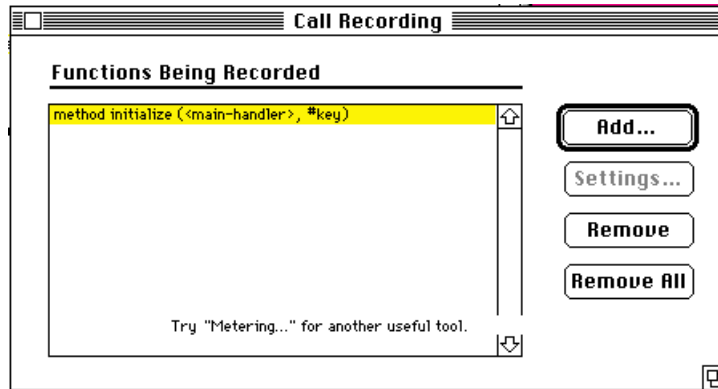 Call Recording
Functions Being Recorded
method initialize (<main-handler>, #key)
Add...
Settings...
Remove
Remove All
Try "Metering..." for another useful tool.